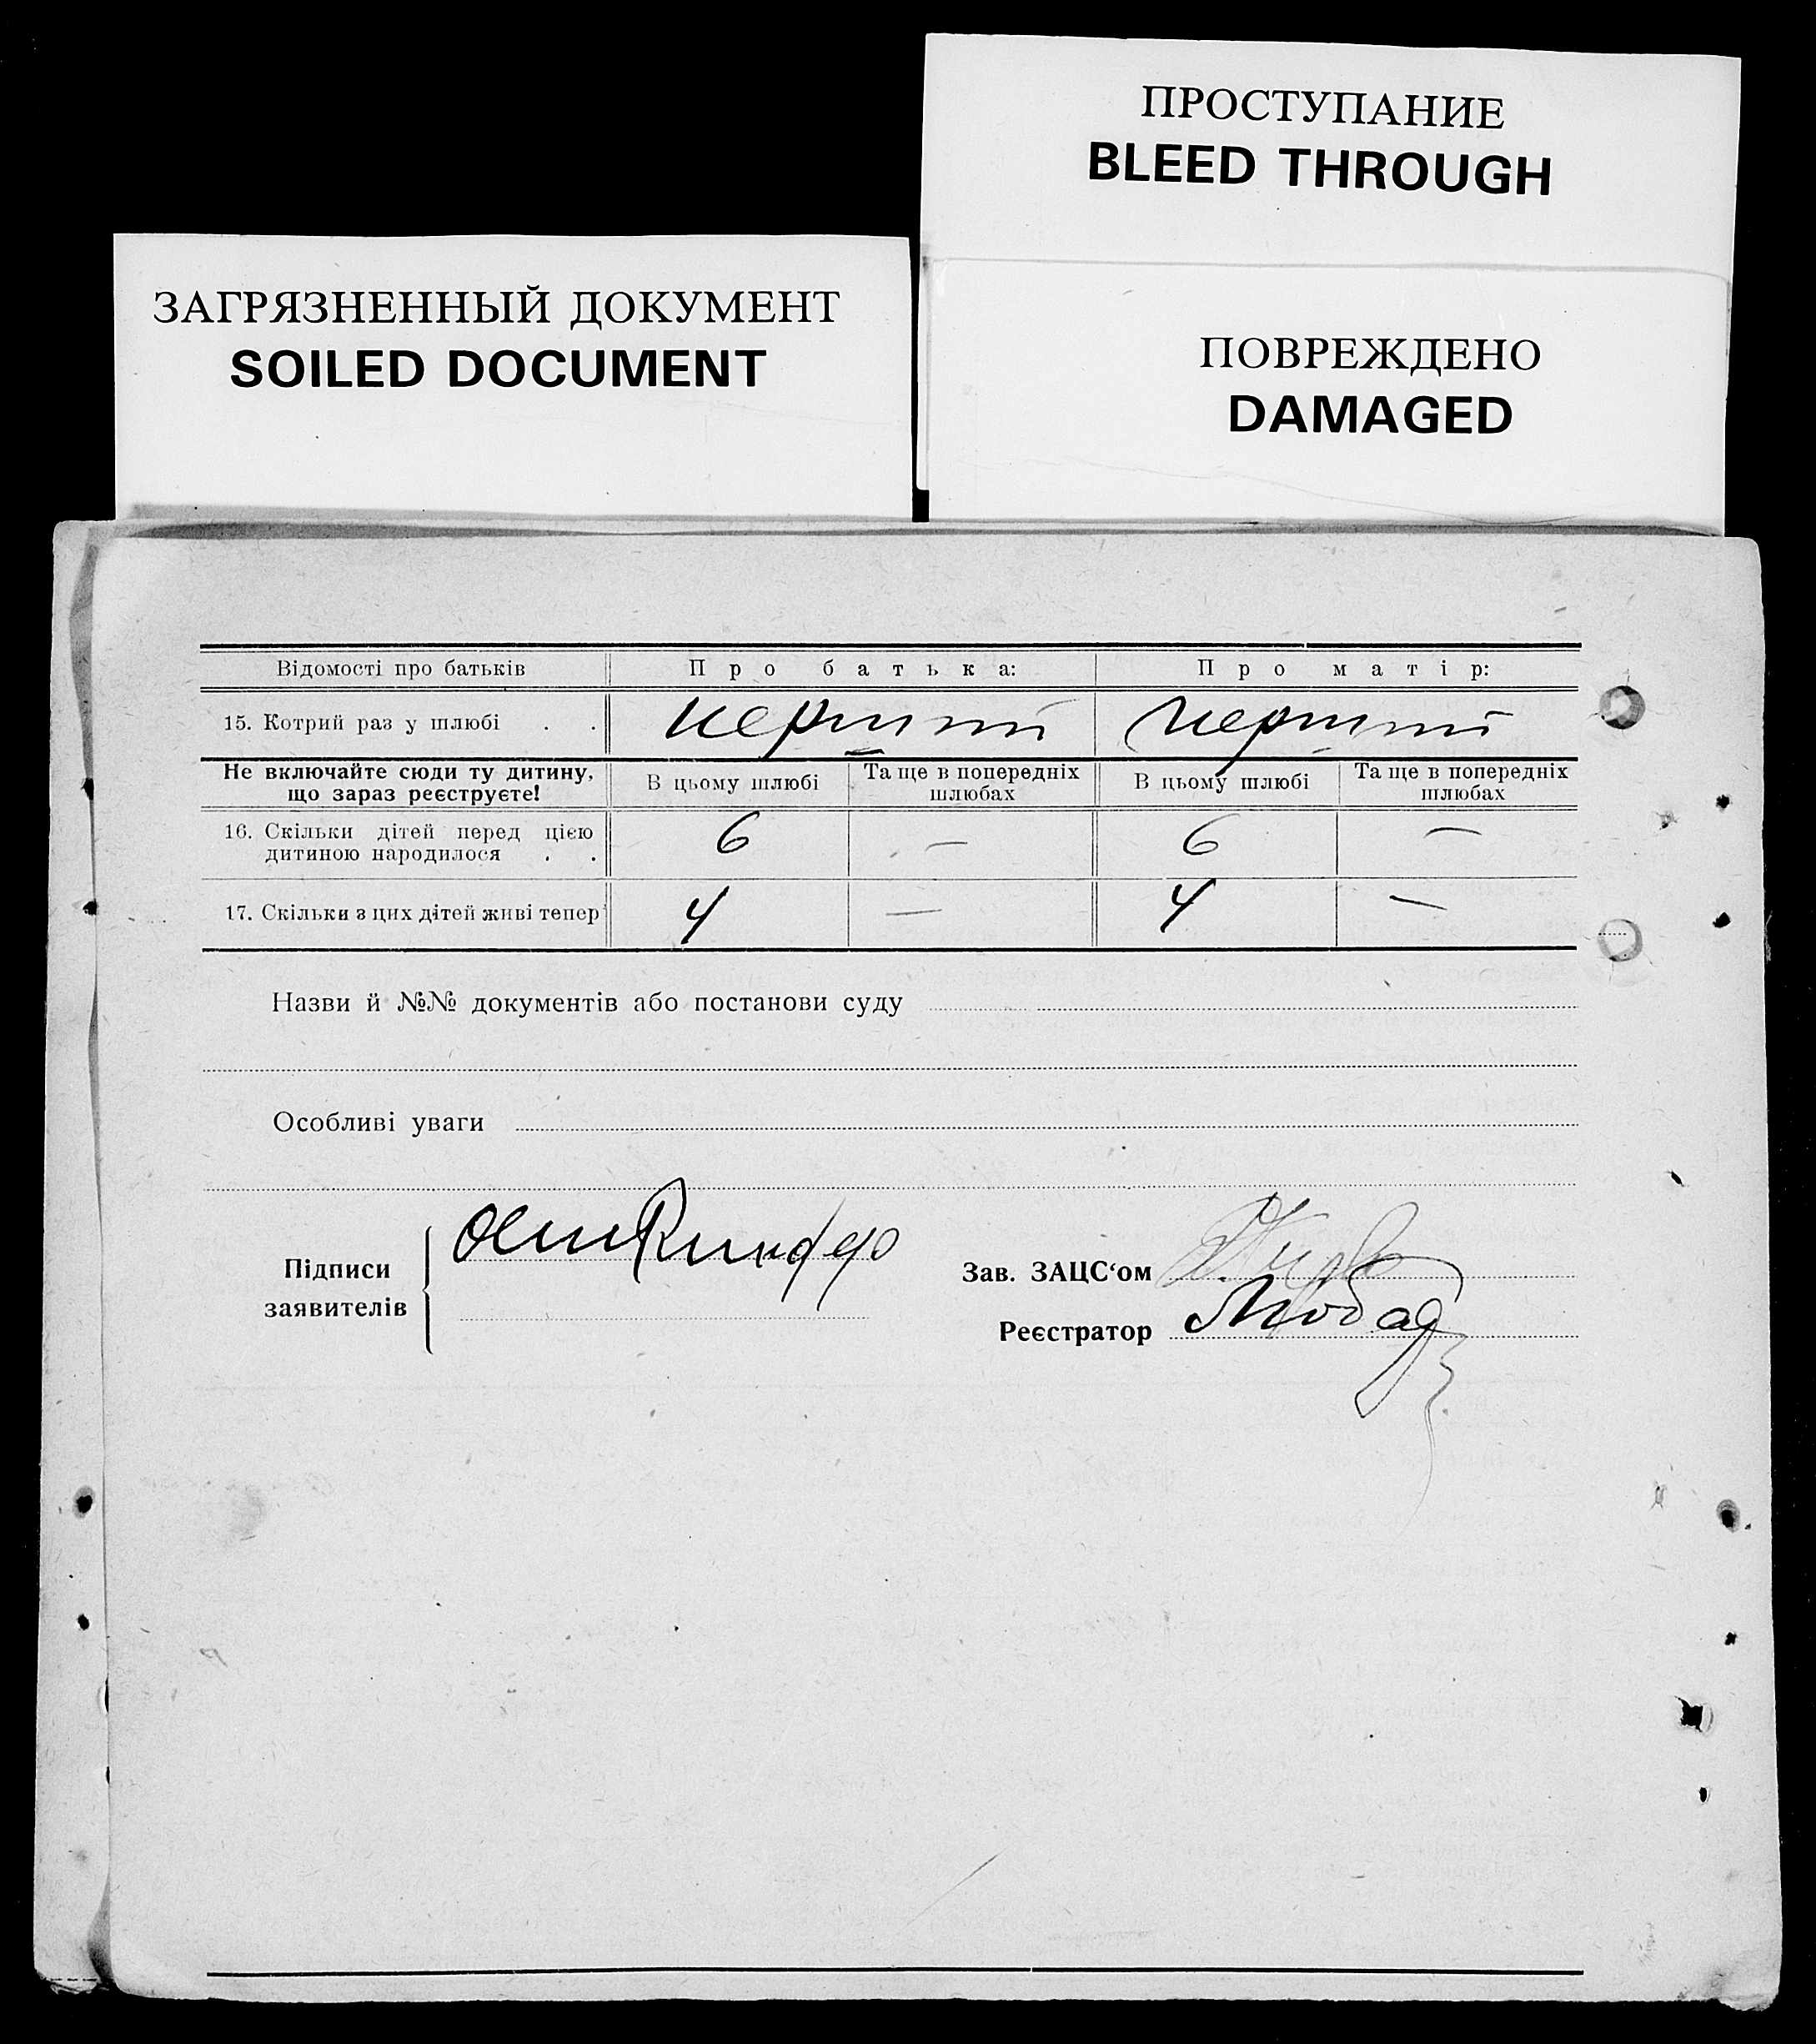 ПРОСТУПАНИЕ
BLEED THROUGH
ЗАГРЯЗНЕННЫЙ ДОКУМЕНТ
SOILED DOCUMENT
ПОВРЕЖДЕНО
DAMAGED
Відомості про батьків Про батька: Про матір:
15. Котрий раз у шлюбі . . перший перший
Не включайте сюди ту дитину, що зараз реєструєте! В цьому шлюбі Та ще в попередніх шлюбах В цьому шлюбі Та ще в попередніх шлюбах
16. Скільки дітей перед цією дитиною народилося . . 6 — 6 —
17. Скільки з цих дітей живі тепер 4 — 4 —
Назви й №№ документів або постанови суду
Особливі уваги
Підписи заявителів
Зав. ЗАЦС‘ом
Реєстратор